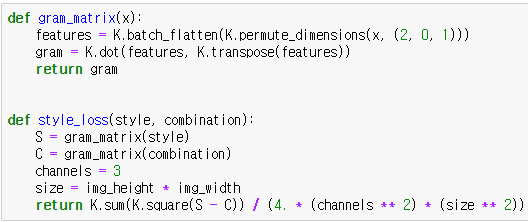 def gram_matrix(x):
    features = K.batch_flatten(K.permute_dimensions(x, (2, 0, 1)))
    gram = K.dot(features, K.transpose(features))
    return gram
def style_loss(style, combination):
    S = gram_matrix(style)
    C = gram_matrix(combination)
    channels = 3
    size = img_height * img_width
    return K.sum(K.square(S - C)) / (4. * (channels ** 2) * (size ** 2))